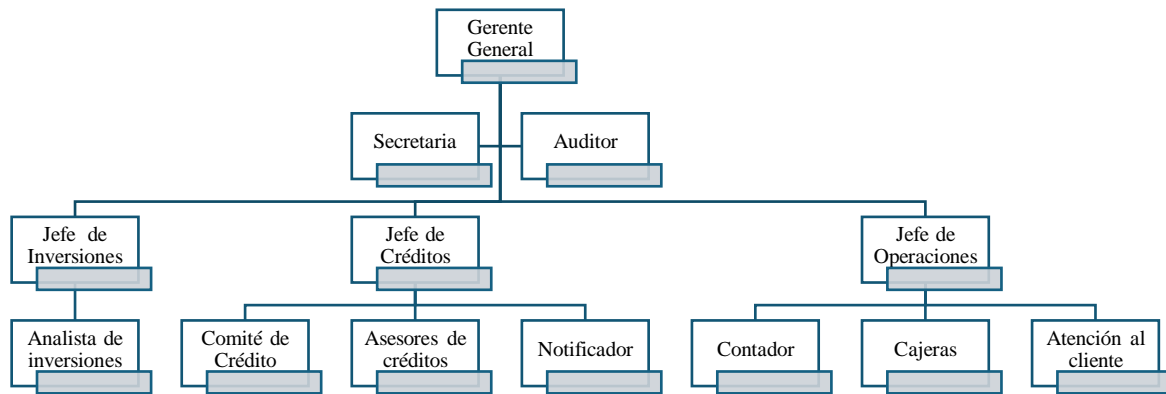 Gerente
General
Secretaria
Auditor
Jefe de
Inversiones
Jefe de
Créditos
Jefe de
Operaciones
Analista de
inversiones
Comité de
Crédito
Asesores de
créditos
Notificador
Contador
Cajeras
Atención al
cliente